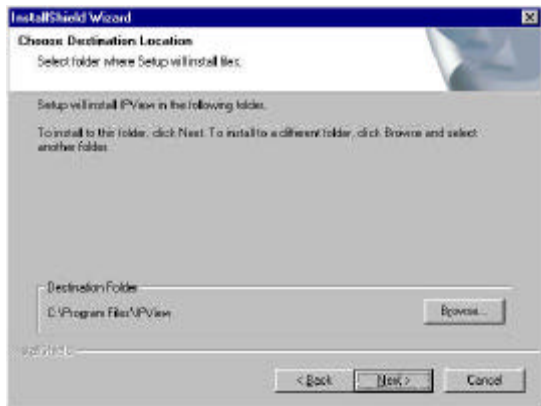 InstallShield Wizard
Choose Destination Location
Select folder where Setup will install files.
Setup will install IPView in the following folder.
To install to this folder, click Next. To install to a different folder, click Browse and select
another folder.
Destination Folder
C:\Program Files\IPView
Browse...
InstallShield
< Back
Next >
Cancel